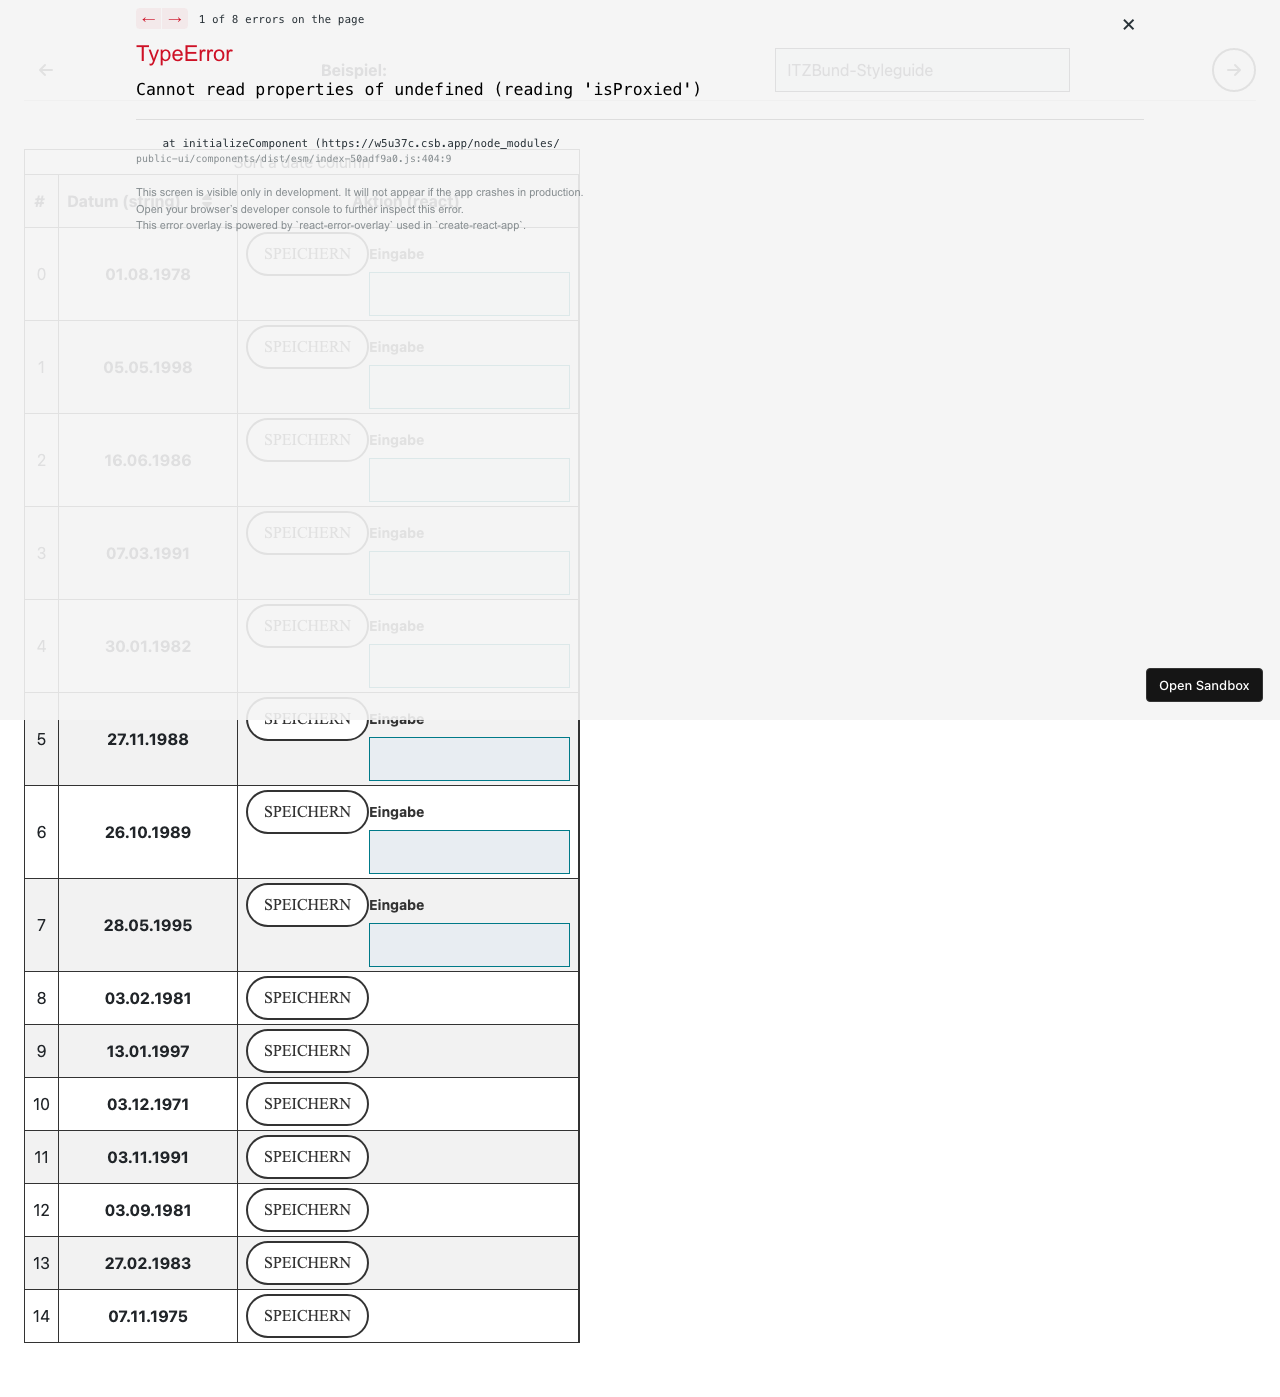 ← → 1 of 8 errors on the page ×
TypeError
← Beispiel: ITZBund-Styleguide →
Cannot read properties of undefined (reading 'isProxied')
at initializeComponent (https://w5u37c.csb.app/node_modules/
public-ui/components/dist/esm/index-50adf9a0.js:404:9
Sort a date column
This screen is visible only in development. It will not appear if the app crashes in production.
# Datum (string) Aktion (react)
Open your browser's developer console to further inspect this error.
This error overlay is powered by `react-error-overlay` used in `create-react-app`.
0 01.08.1978 SPEICHERN Eingabe
1 05.05.1998 SPEICHERN Eingabe
2 16.06.1986 SPEICHERN Eingabe
3 07.03.1991 SPEICHERN Eingabe
4 30.01.1982 SPEICHERN Eingabe
Open Sandbox
5 27.11.1988 SPEICHERN Eingabe
6 26.10.1989 SPEICHERN Eingabe
7 28.05.1995 SPEICHERN Eingabe
8 03.02.1981 SPEICHERN
9 13.01.1997 SPEICHERN
10 03.12.1971 SPEICHERN
11 03.11.1991 SPEICHERN
12 03.09.1981 SPEICHERN
13 27.02.1983 SPEICHERN
14 07.11.1975 SPEICHERN